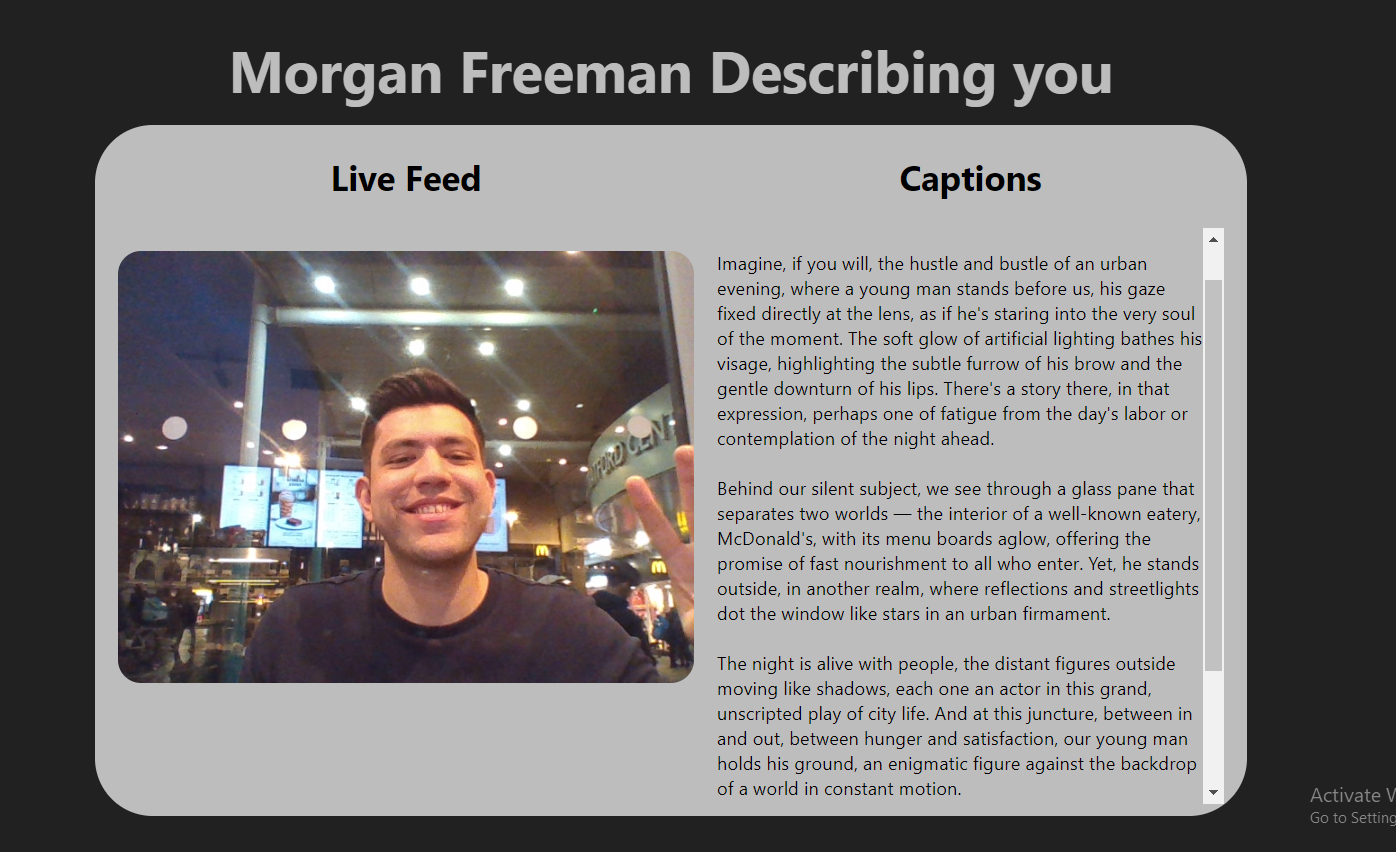 Morgan Freeman Describing you
Live Feed
Captions
Imagine, if you will, the hustle and bustle of an urban
evening, where a young man stands before us, his gaze
fixed directly at the lens, as if he's staring into the very soul
of the moment. The soft glow of artificial lighting bathes his
visage, highlighting the subtle furrow of his brow and the
gentle downturn of his lips. There's a story there, in that
expression, perhaps one of fatigue from the day's labor or
contemplation of the night ahead.
Behind our silent subject, we see through a glass pane that
separates two worlds — the interior of a well-known eatery,
McDonald's, with its menu boards aglow, offering the
promise of fast nourishment to all who enter. Yet, he stands
outside, in another realm, where reflections and streetlights
dot the window like stars in an urban firmament.
The night is alive with people, the distant figures outside
moving like shadows, each one an actor in this grand,
unscripted play of city life. And at this juncture, between in
and out, between hunger and satisfaction, our young man
holds his ground, an enigmatic figure against the backdrop
of a world in constant motion.
Activate W
Go to Setting